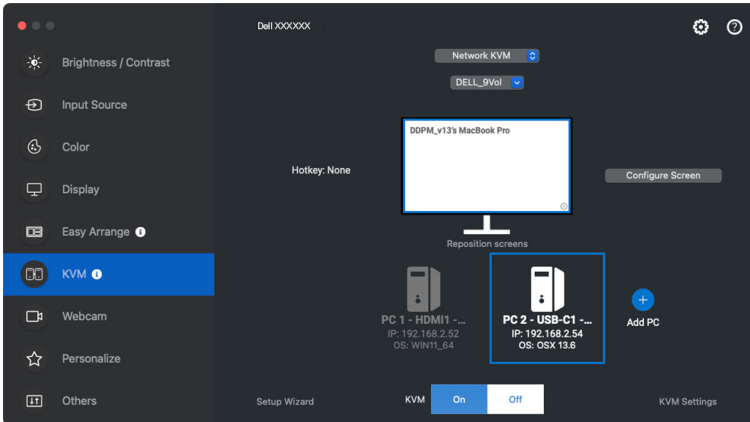 Dell XXXXXX
Brightness / Contrast
Input Source
Color
Display
Easy Arrange
KVM
Webcam
Personalize
Others
Network KVM
DELL_9Vol
DDPM_v13's MacBook Pro
Hotkey: None
Configure Screen
Reposition screens
PC 1 - HDMI1 -...
IP: 192.168.2.52
OS: WIN11_64
PC 2 - USB-C1 -...
IP: 192.168.2.54
OS: OSX 13.6
Add PC
Setup Wizard
KVM
On
Off
KVM Settings